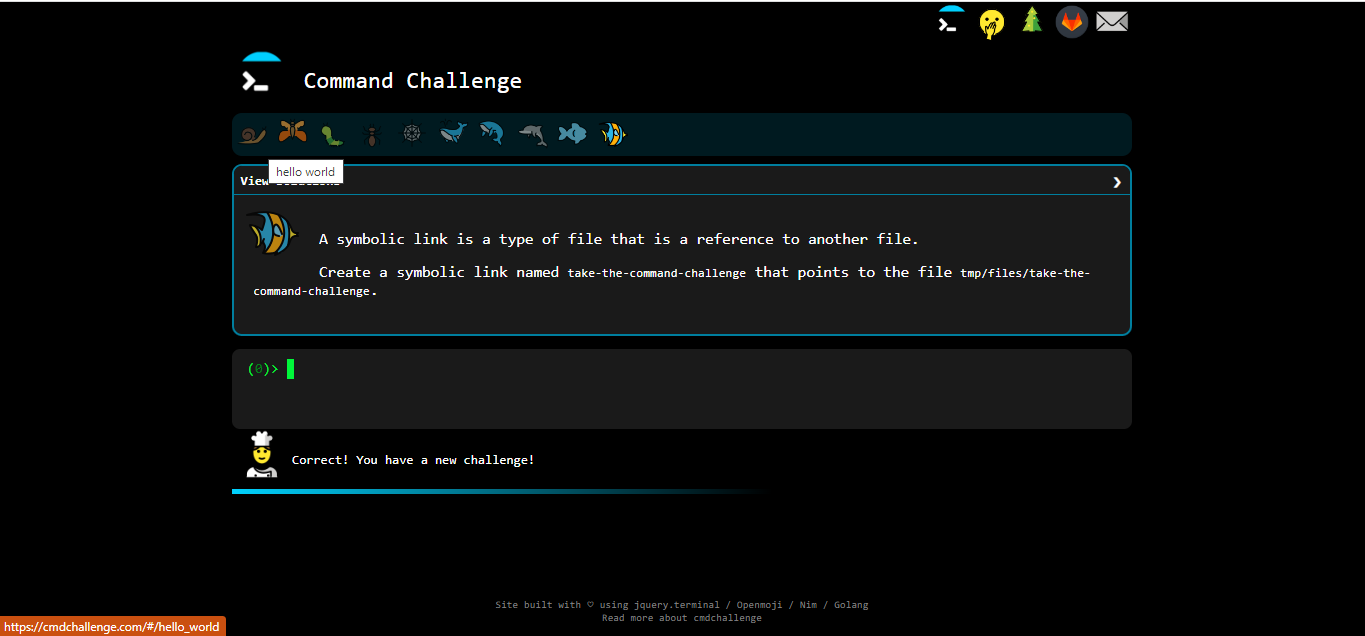 Command Challenge
hello world
View
A symbolic link is a type of file that is a reference to another file.
Create a symbolic link named take-the-command-challenge that points to the file tmp/files/take-the-
command-challenge.
(0)>
Correct! You have a new challenge!
Site built with ♡ using jquery.terminal / Openmoji / Nim / Golang
Read more about cmdchallenge
https://cmdchallenge.com/#/hello_world